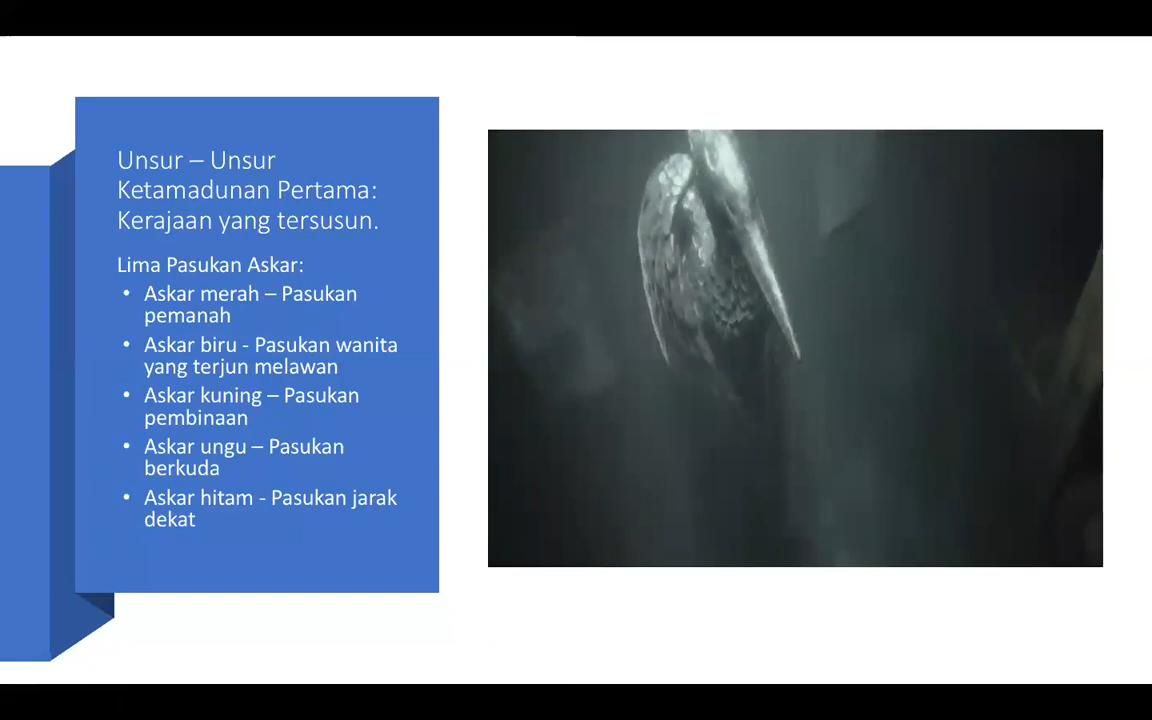 Unsur – Unsur
Ketamadunan Pertama:
Kerajaan yang tersusun.
Lima Pasukan Askar:
• Askar merah – Pasukan
pemanah
• Askar biru - Pasukan wanita
yang terjun melawan
• Askar kuning – Pasukan
pembinaan
• Askar ungu – Pasukan
berkuda
• Askar hitam - Pasukan jarak
dekat